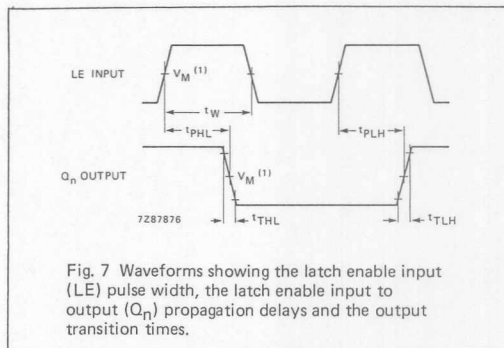 LE INPUT
V_M (1)
t_W
t_PHL
t_PLH
Q_n OUTPUT
V_M (1)
7Z87876
t_THL
t_TLH
Fig. 7 Waveforms showing the latch enable input
(LE) pulse width, the latch enable input to
output (Q_n) propagation delays and the output
transition times.